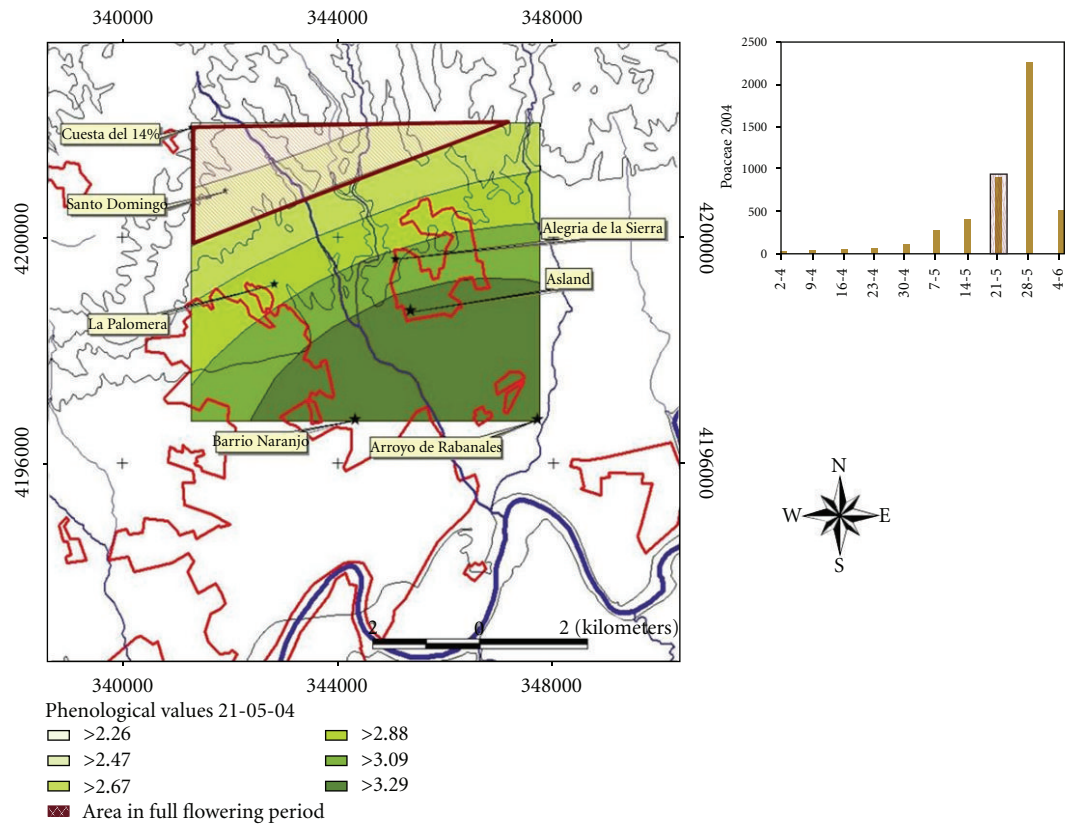 340000 344000 348000
Cuesta del 14%
Santo Domingo
Alegria de la Sierra
Asland
La Palomera
Barrio Naranjo
Arroyo de Rabanales
4200000
4196000
4200000
4196000
2 0 2 (kilometers)
340000 344000 348000
Phenological values 21-05-04
>2.26
>2.47
>2.67
>2.88
>3.09
>3.29
Area in full flowering period
Poaceae 2004
2500
2000
1500
1000
500
0
2-4 9-4 16-4 23-4 30-4 7-5 14-5 21-5 28-5 4-6
N
W E
S